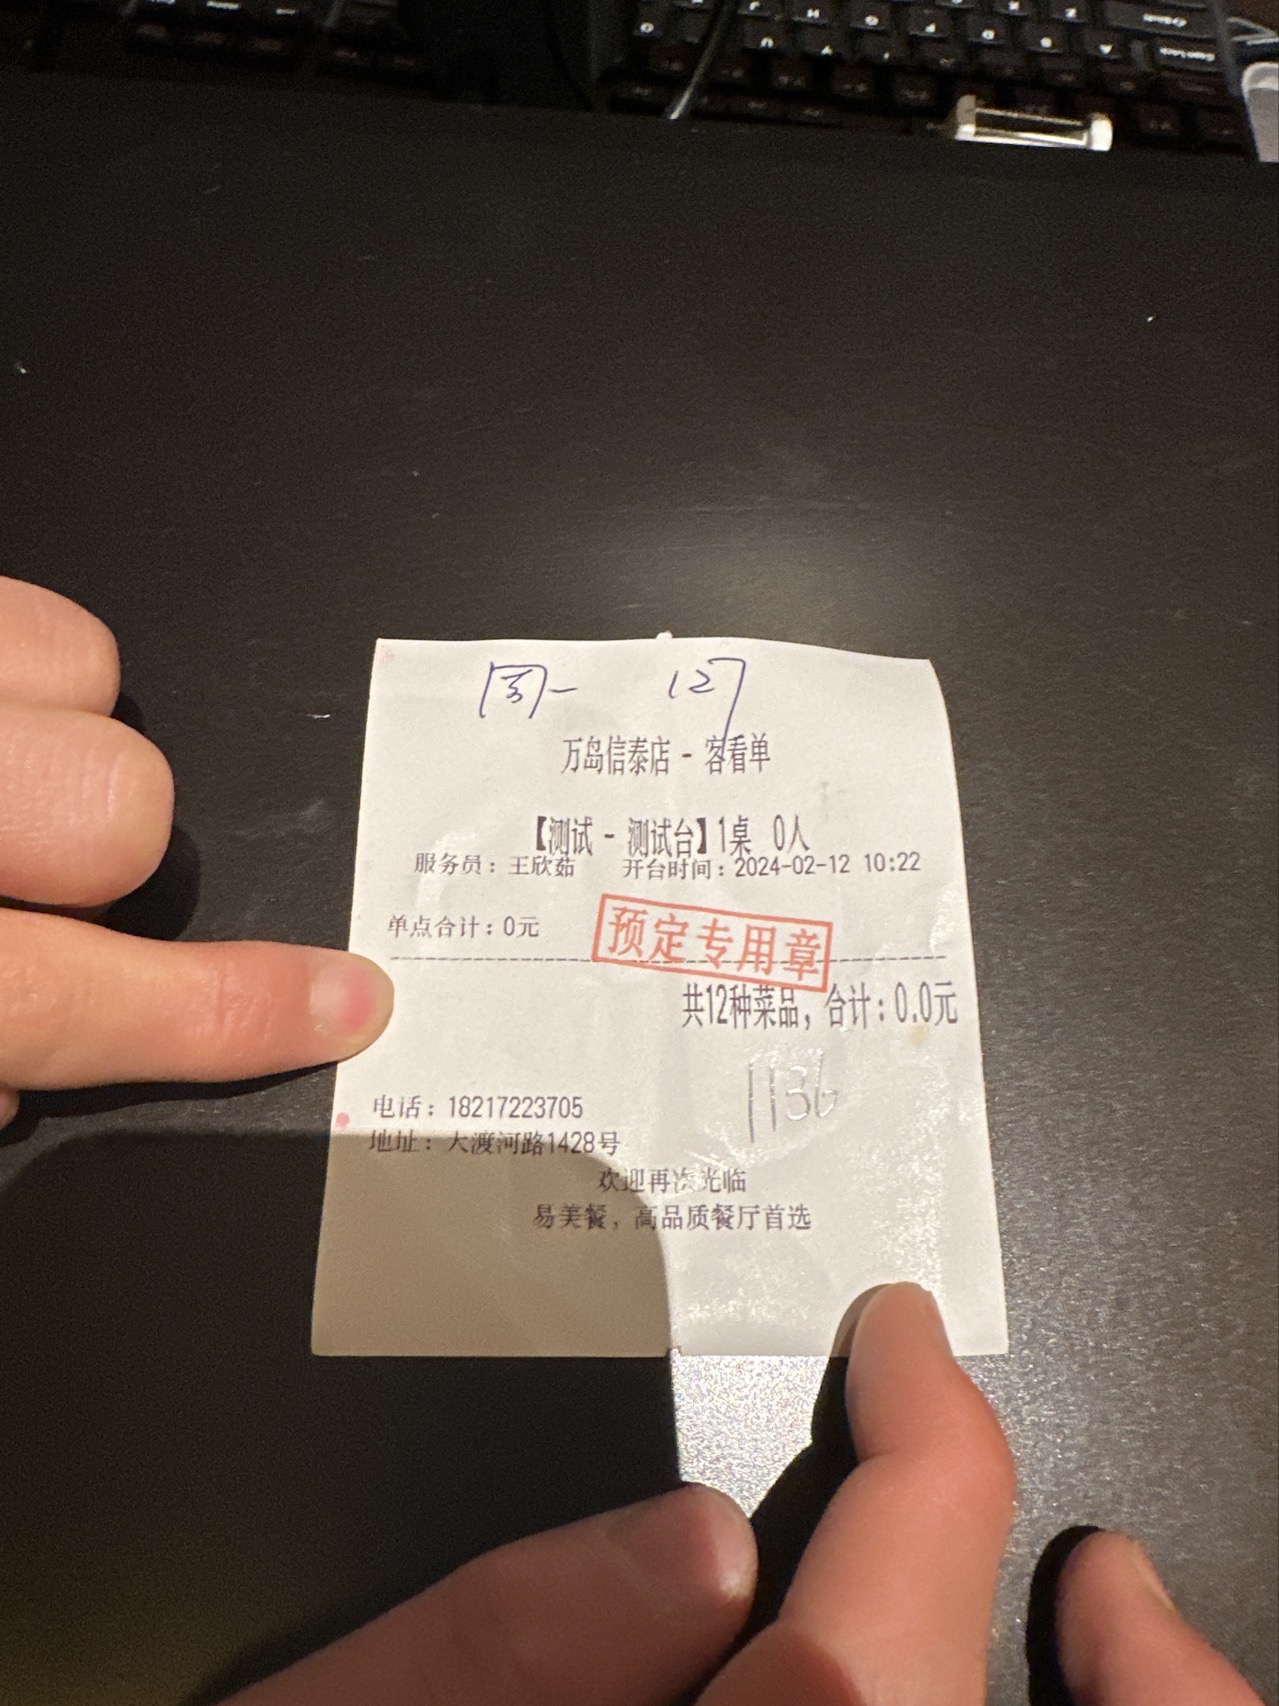 127
万岛信泰店 - 客看单
【测试 - 测试台】1桌 0人
服务员：王欣茹 开台时间：2024-02-12 10:22
单点合计：0元
预定专用章
共12种菜品，合计：0.0元
1136
电话：18217223705
地址：大渡河路1428号
欢迎再次光临
易美餐，高品质餐厅首选